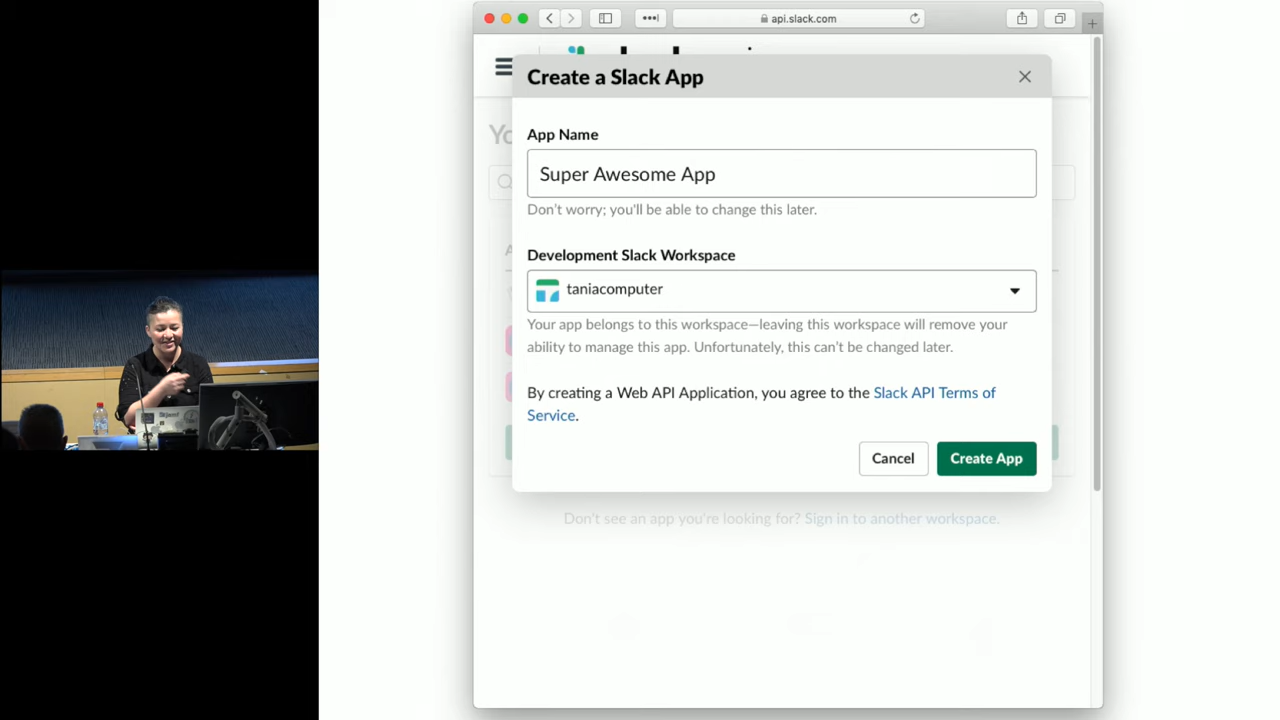 api.slack.com
Create a Slack App
App Name
Super Awesome App
Don't worry; you'll be able to change this later.
Development Slack Workspace
taniacomputer
Your app belongs to this workspace—leaving this workspace will remove your
ability to manage this app. Unfortunately, this can't be changed later.
By creating a Web API Application, you agree to the Slack API Terms of
Service.
Cancel
Create App
Don't see an app you're looking for? Sign in to another workspace.